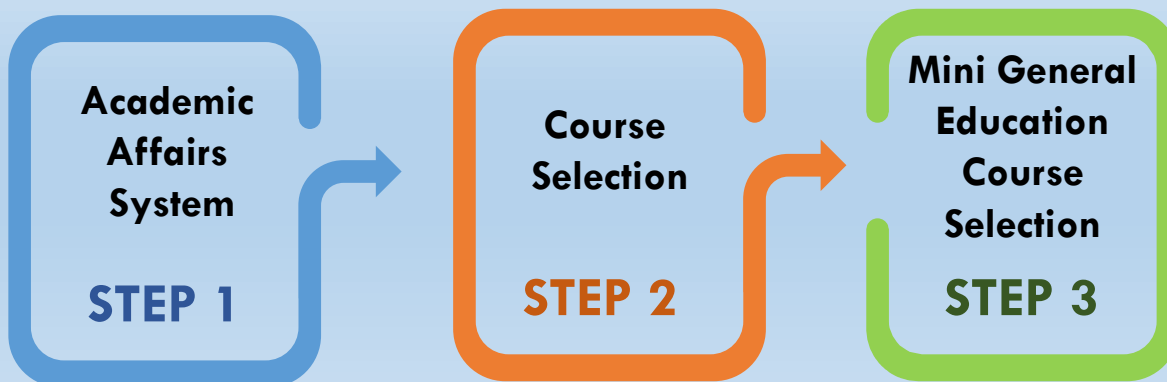 Academic
Affairs
System
STEP 1
Course
Selection
STEP 2
Mini General
Education
Course
Selection
STEP 3